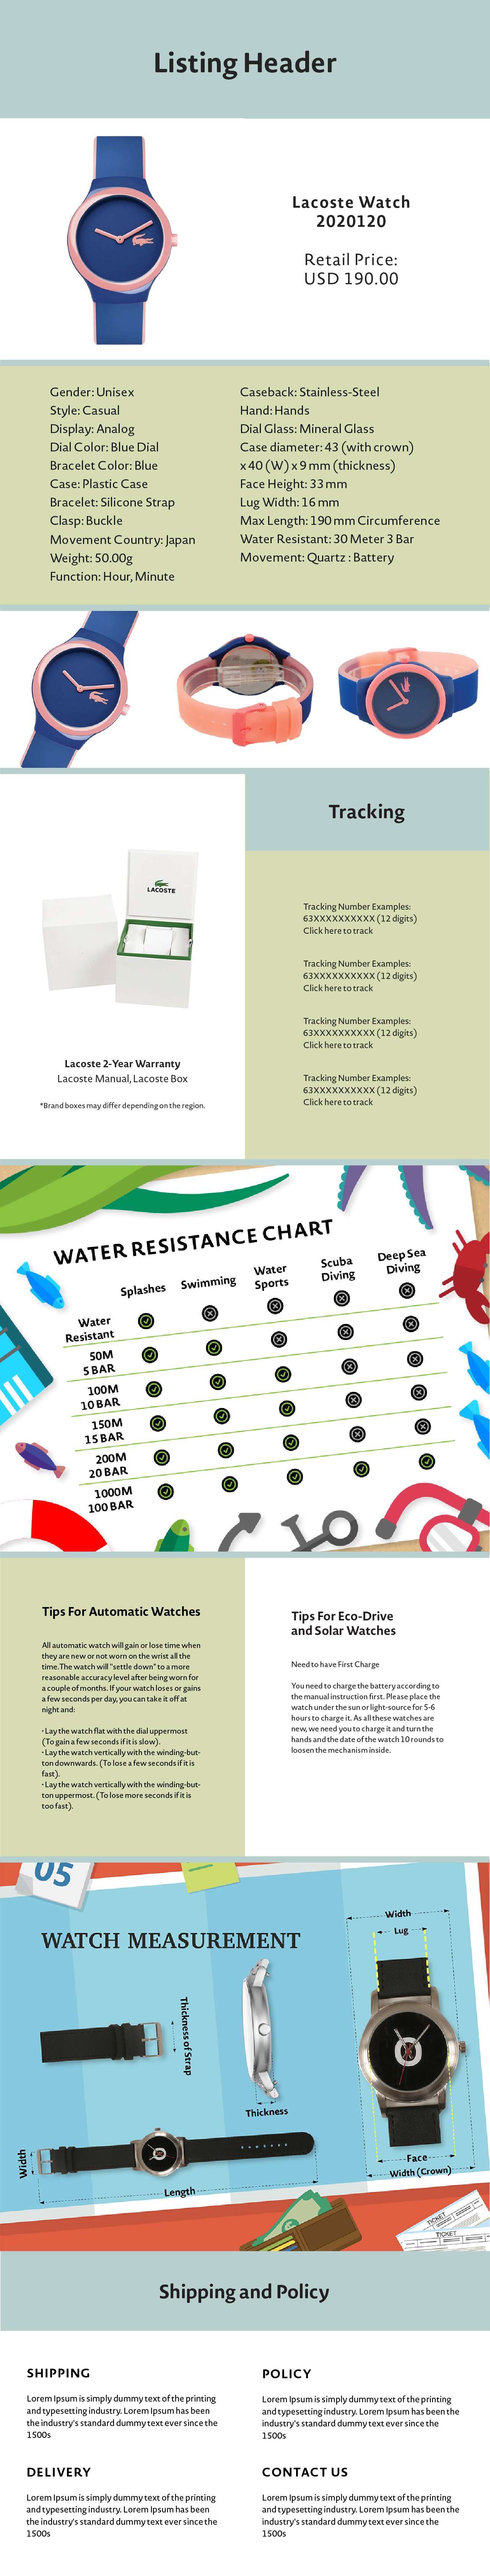 Listing Header
Lacoste Watch
2020120
Retail Price:
USD 190.00
Gender: Unisex
Style: Casual
Display: Analog
Dial Color: Blue Dial
Bracelet Color: Blue
Case: Plastic Case
Bracelet: Silicone Strap
Clasp: Buckle
Movement Country: Japan
Weight: 50.00g
Function: Hour, Minute
Caseback: Stainless-Steel
Hand: Hands
Dial Glass: Mineral Glass
Case diameter: 43 (with crown)
x 40 (W) x 9 mm (thickness)
Face Height: 33 mm
Lug Width: 16 mm
Max Length: 190 mm Circumference
Water Resistant: 30 Meter 3 Bar
Movement: Quartz : Battery
LACOSTE
Lacoste 2-Year Warranty
Lacoste Manual, Lacoste Box
*Brand boxes may differ depending on the region.
Tracking
Tracking Number Examples:
63XXXXXXXXXX (12 digits)
Click here to track
Tracking Number Examples:
63XXXXXXXXXX (12 digits)
Click here to track
Tracking Number Examples:
63XXXXXXXXXX (12 digits)
Click here to track
Tracking Number Examples:
63XXXXXXXXXX (12 digits)
Click here to track
WATER RESISTANCE CHART
Splashes
Swimming
Water
Sports
Scuba
Diving
Deep Sea
Diving
Water
Resistant
50M
5 BAR
100M
10 BAR
150M
15 BAR
200M
20 BAR
1000M
100 BAR
Tips For Automatic Watches
All automatic watch will gain or lose time when
they are new or not worn on the wrist all the
time.The watch will "settle down" to a more
reasonable accuracy level after being worn for
a couple of months. If your watch loses or gains
a few seconds per day, you can take it off at
night and:
• Lay the watch flat with the dial uppermost
(To gain a few seconds if it is slow).
• Lay the watch vertically with the winding-but-
ton downwards. (To lose a few seconds if it is
fast).
• Lay the watch vertically with the winding-but-
ton uppermost. (To lose more seconds if it is
too fast).
Tips For Eco-Drive
and Solar Watches
Need to have First Charge
You need to charge the battery according to
the manual instruction first. Please place the
watch under the sun or light-source for 5-6
hours to charge it. As all these watches are
new, we need you to charge it and turn the
hands and the date of the watch 10 rounds to
loosen the mechanism inside.
05
WATCH MEASUREMENT
Width
Lug
Thickness of Strap
Thickness
Width
Length
Face
Width (Crown)
TICKET
TICKET
Shipping and Policy
SHIPPING
Lorem Ipsum is simply dummy text of the printing
and typesetting industry. Lorem Ipsum has been
the industry's standard dummy text ever since the
1500s
POLICY
Lorem Ipsum is simply dummy text of the printing
and typesetting industry. Lorem Ipsum has been the
industry's standard dummy text ever since the
1500s
DELIVERY
Lorem Ipsum is simply dummy text of the printing
and typesetting industry. Lorem Ipsum has been
the industry's standard dummy text ever since the
1500s
CONTACT US
Lorem Ipsum is simply dummy text of the printing
and typesetting industry. Lorem Ipsum has been the
industry's standard dummy text ever since the
1500s